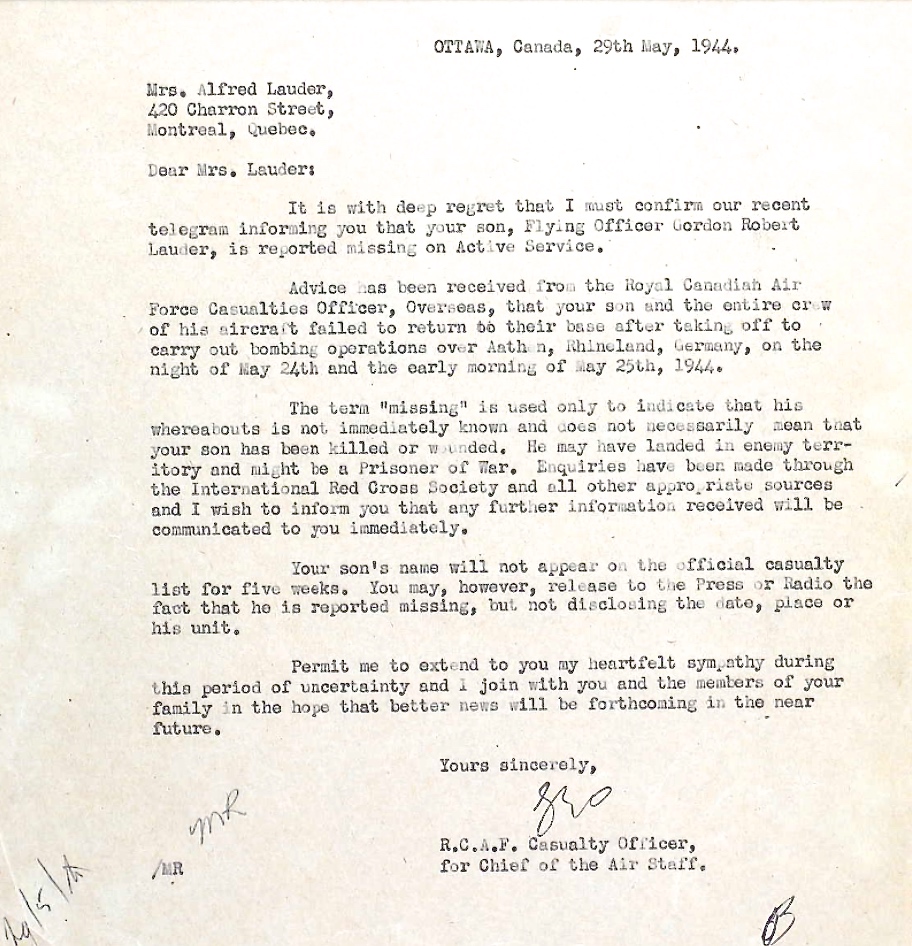 OTTAWA, Canada, 29th May, 1944.
Mrs. Alfred Lauder,
420 Charron Street,
Montreal, Quebec.
Dear Mrs. Lauder:
It is with deep regret that I must confirm our recent
telegram informing you that your son, Flying Officer Gordon Robert
Lauder, is reported missing on Active Service.
Advice has been received from the Royal Canadian Air
Force Casualties Officer, Overseas, that your son and the entire crew
of his aircraft failed to return to their base after taking off to
carry out bombing operations over Aachen, Rhineland, Germany, on the
night of May 24th and the early morning of May 25th, 1944.
The term "missing" is used only to indicate that his
whereabouts is not immediately known and does not necessarily mean that
your son has been killed or wounded. He may have landed in enemy terr-
itory and might be a Prisoner of War. Enquiries have been made through
the International Red Cross Society and all other appropriate sources
and I wish to inform you that any further information received will be
communicated to you immediately.
Your son's name will not appear on the official casualty
list for five weeks. You may, however, release to the Press or Radio the
fact that he is reported missing, but not disclosing the date, place or
his unit.
Permit me to extend to you my heartfelt sympathy during
this period of uncertainty and I join with you and the members of your
family in the hope that better news will be forthcoming in the near
future.
Yours sincerely,
MR
R.C.A.F. Casualty Officer,
/MR
for Chief of the Air Staff.